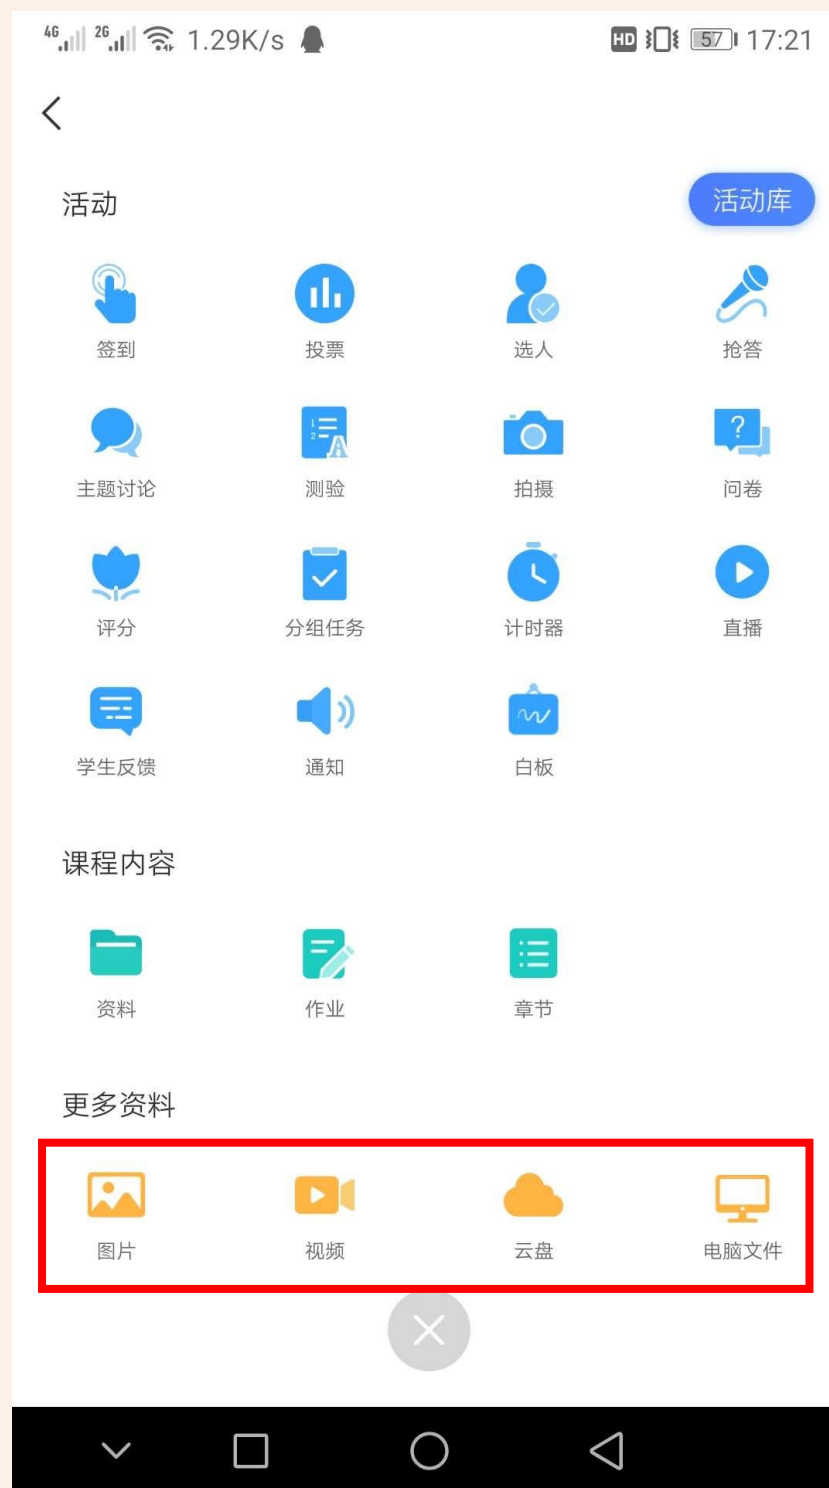 4G 2G 1.29K/s HD 57 17:21
活动 活动库
签到 投票 选人 抢答
1 2 A ?
主题讨论 测验 拍摄 问卷
评分 分组任务 计时器 直播
学生反馈 通知 白板
课程内容
资料 作业 章节
更多资料
图片 视频 云盘 电脑文件